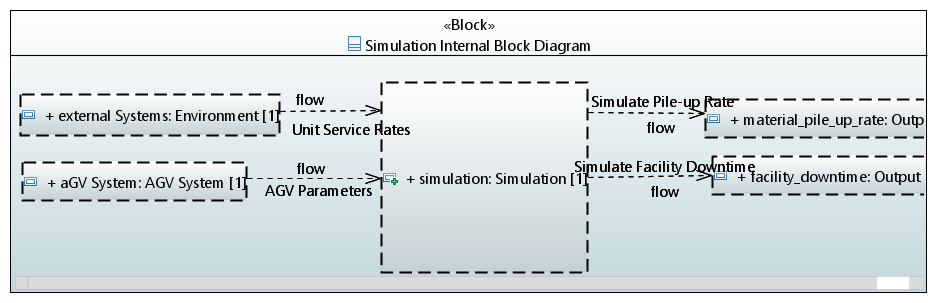 «Block»
Simulation Internal Block Diagram
flow
Simulate Pile-up Rate
+ external Systems: Environment [1]
+ material_pile_up_rate: Outp
Unit Service Rates
flow
flow
Simulate Facility Downtime
+ aGV System: AGV System [1]
+ simulation: Simulation [1]
+ facility_downtime: Output
AGV Parameters
flow